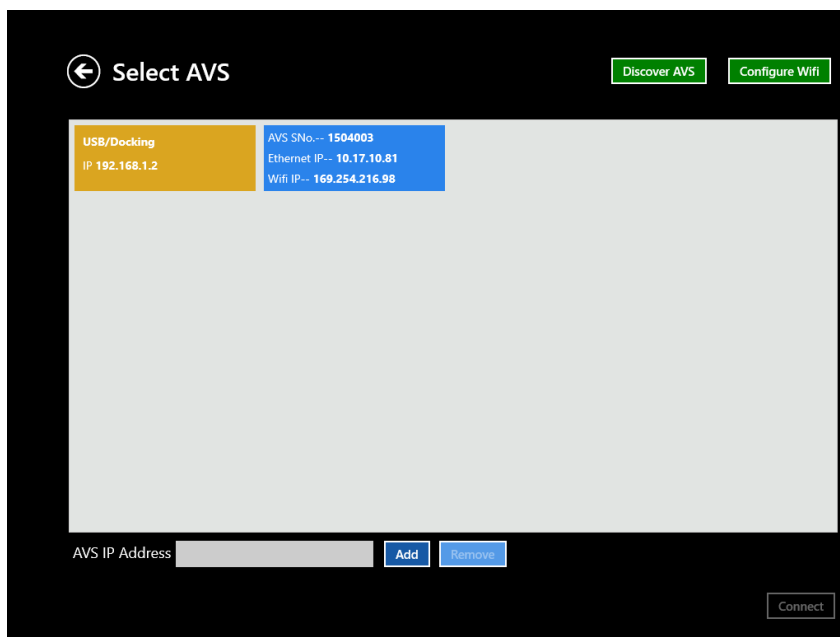 Select AVS
Discover AVS
Configure Wifi
USB/Docking
IP 192.168.1.2
AVS SNo.-- 1504003
Ethernet IP-- 10.17.10.81
Wifi IP-- 169.254.216.98
AVS IP Address
Add
Remove
Connect